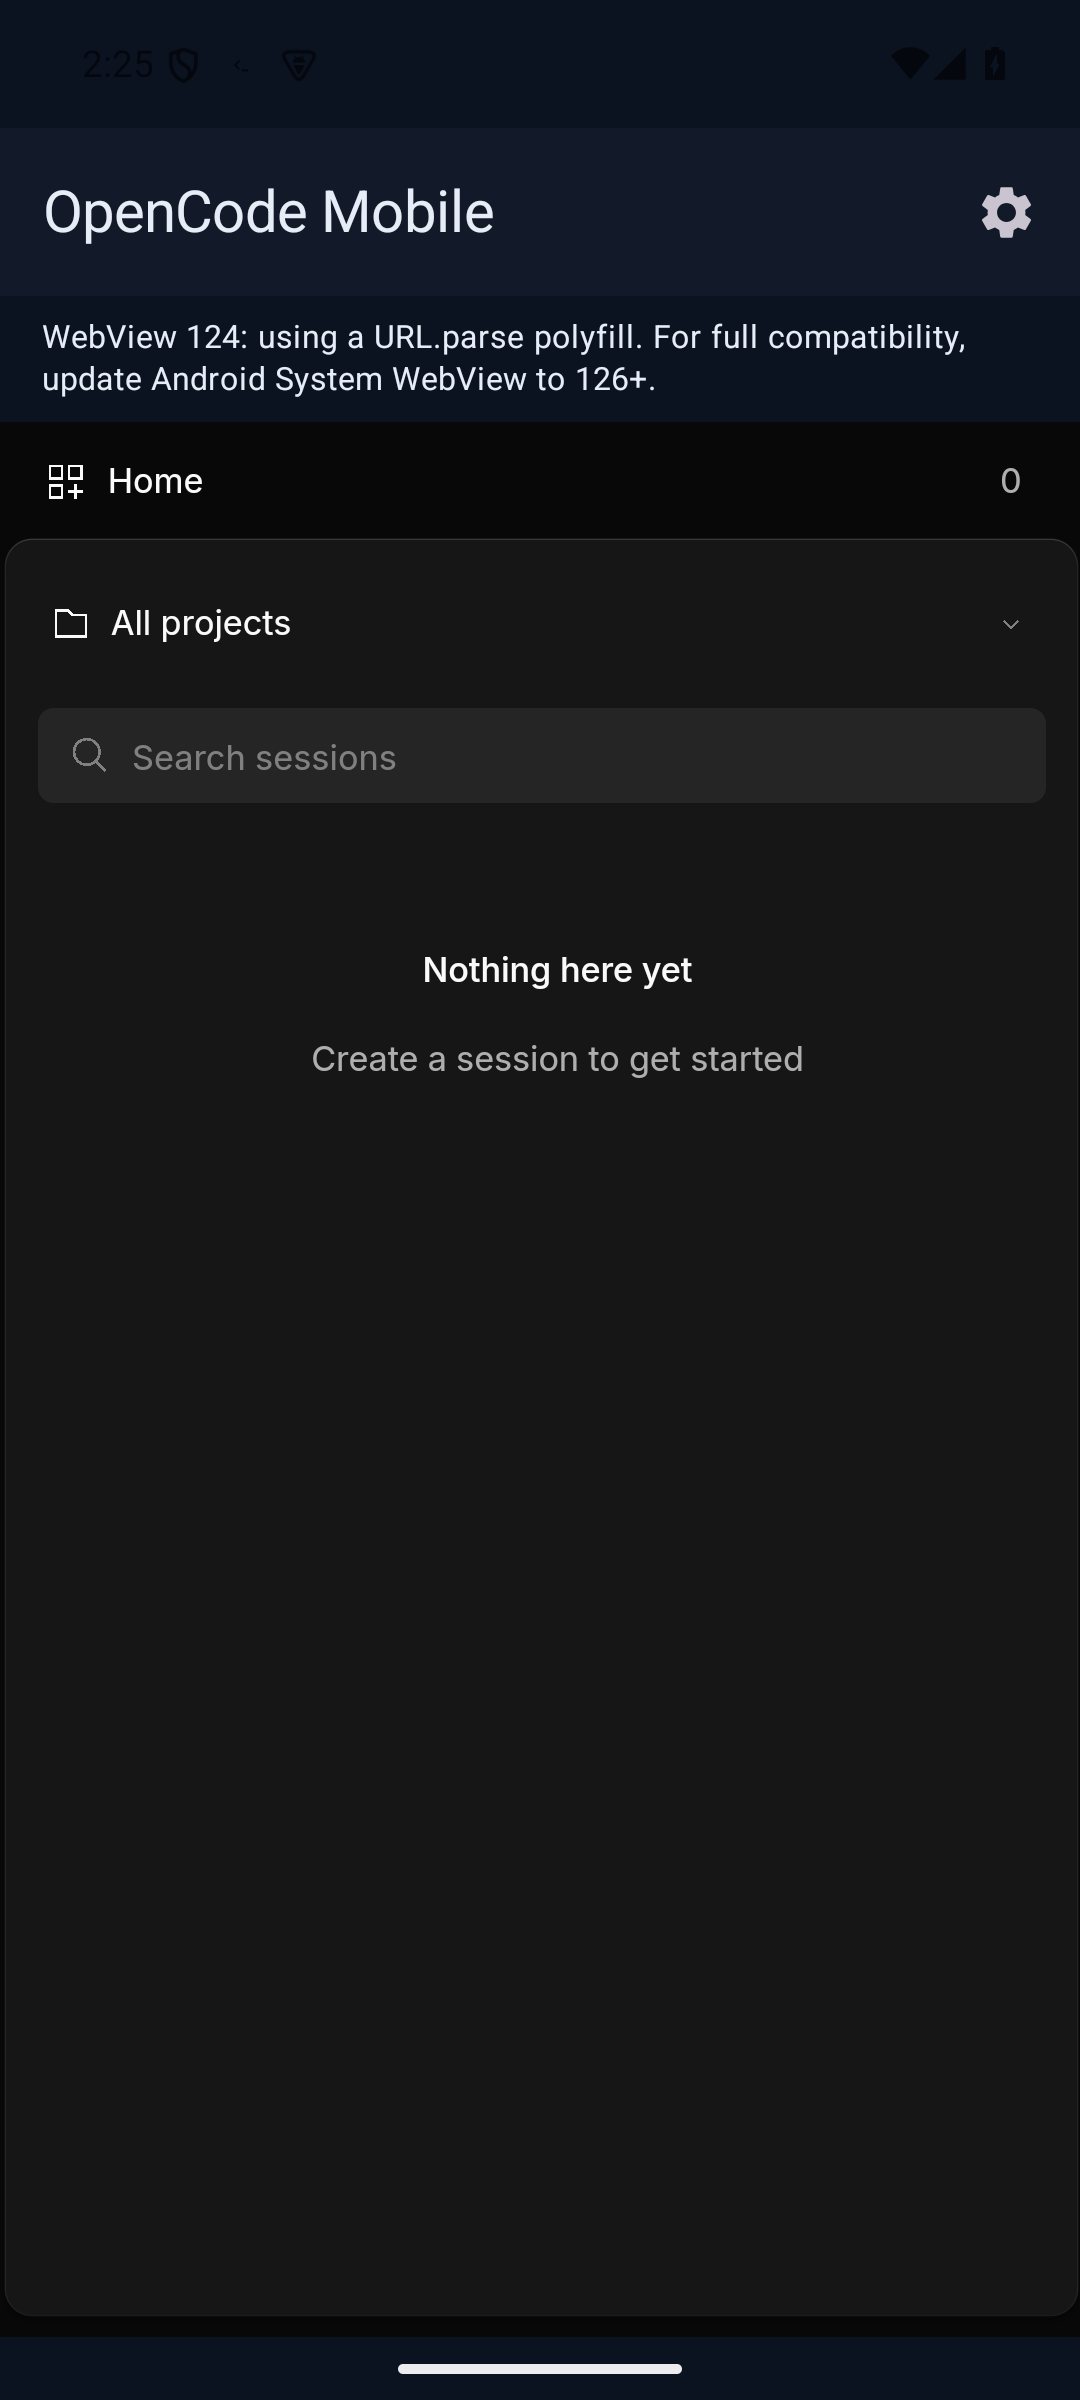 2:25
OpenCode Mobile
WebView 124: using a URL.parse polyfill. For full compatibility,
update Android System WebView to 126+.
Home
0
All projects
Search sessions
Nothing here yet
Create a session to get started